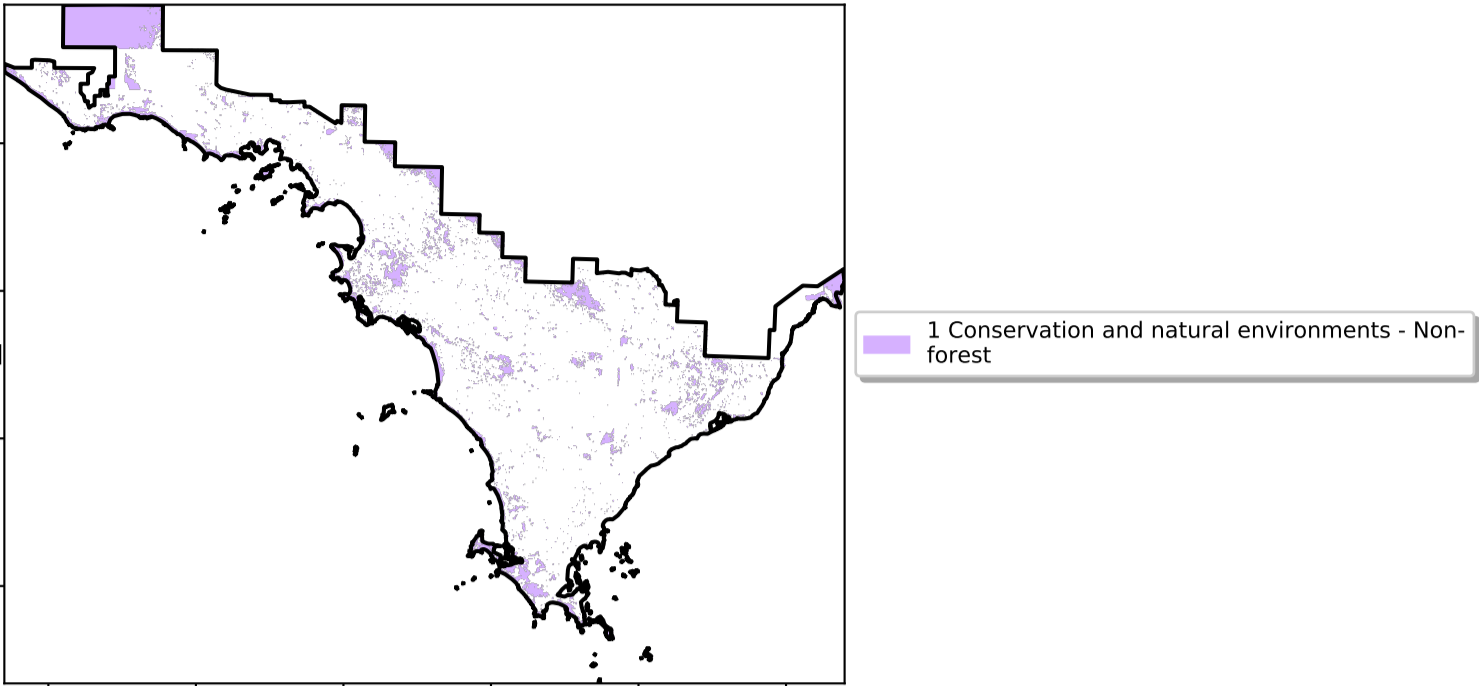 1 Conservation and natural environments - Non-
forest